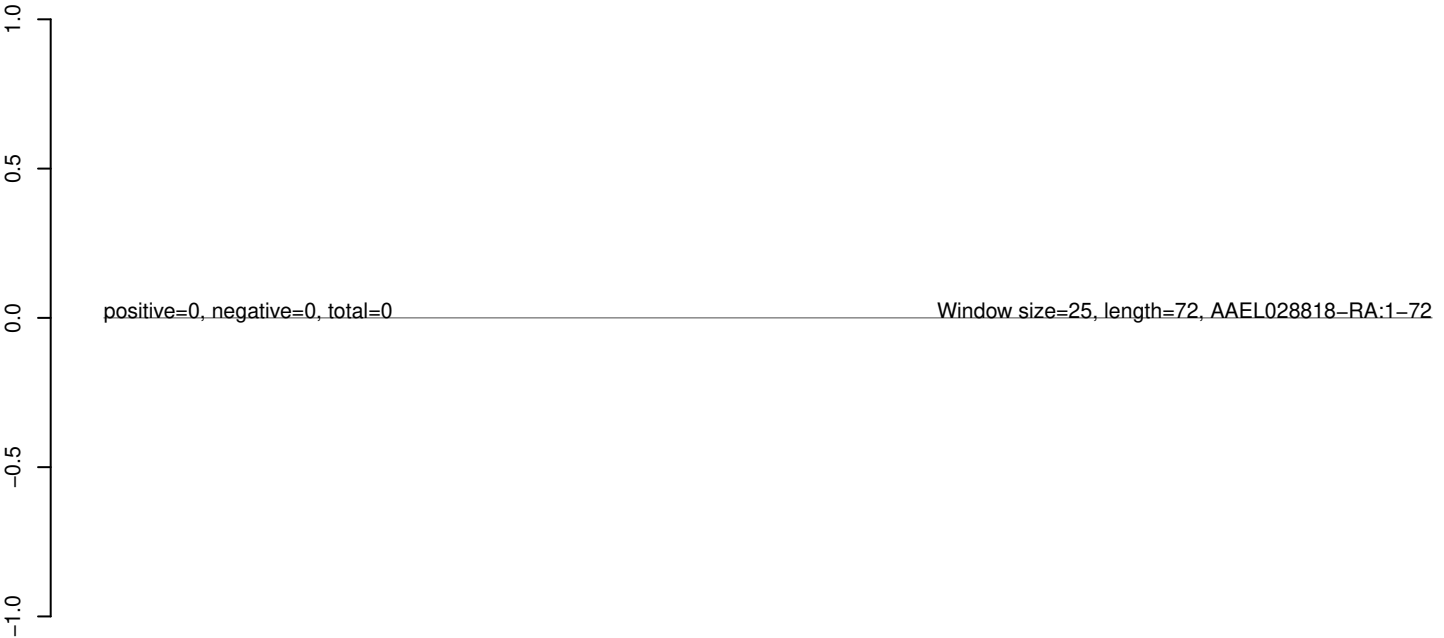 1.0
0.5
0.0
−0.5
−1.0
positive=0, negative=0, total=0
Window size=25, length=72, AAEL028818−RA:1−72